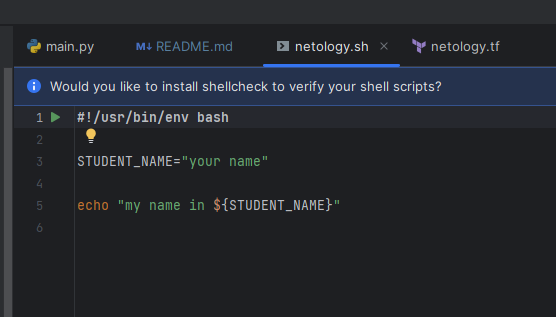 main.py README.md netology.sh netology.tf
Would you like to install shellcheck to verify your shell scripts?
1 #!/usr/bin/env bash
2
3 STUDENT_NAME="your name"
4
5 echo "my name in ${STUDENT_NAME}"
6